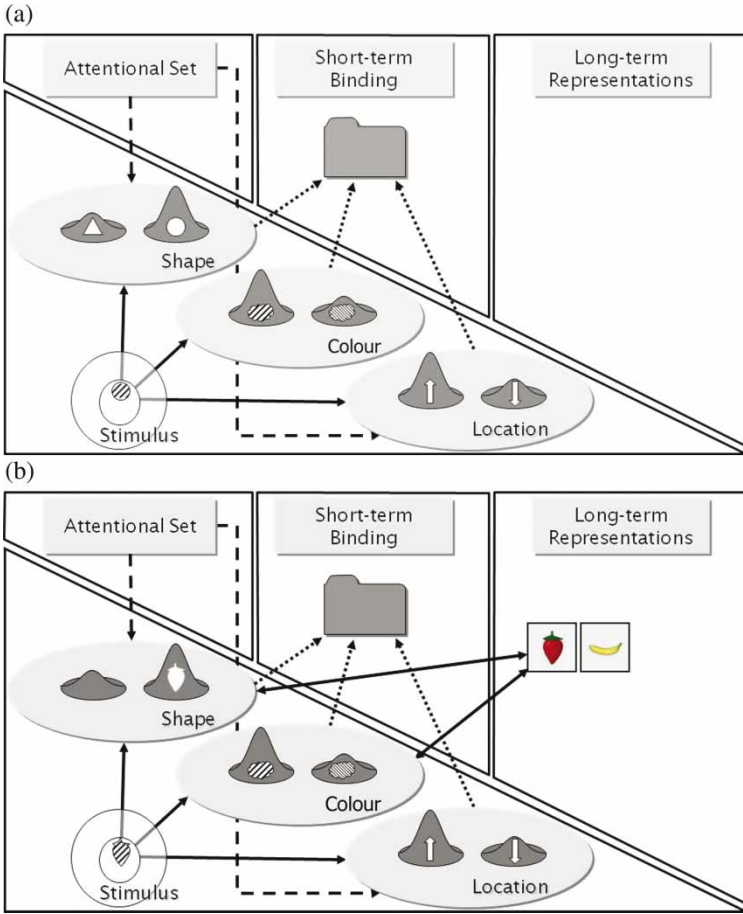 (a)
Attentional Set
Short-term
Binding
Long-term
Representations
Shape
Colour
Stimulus
Location
(b)
Attentional Set
Short-term
Binding
Long-term
Representations
Shape
Colour
Stimulus
Location